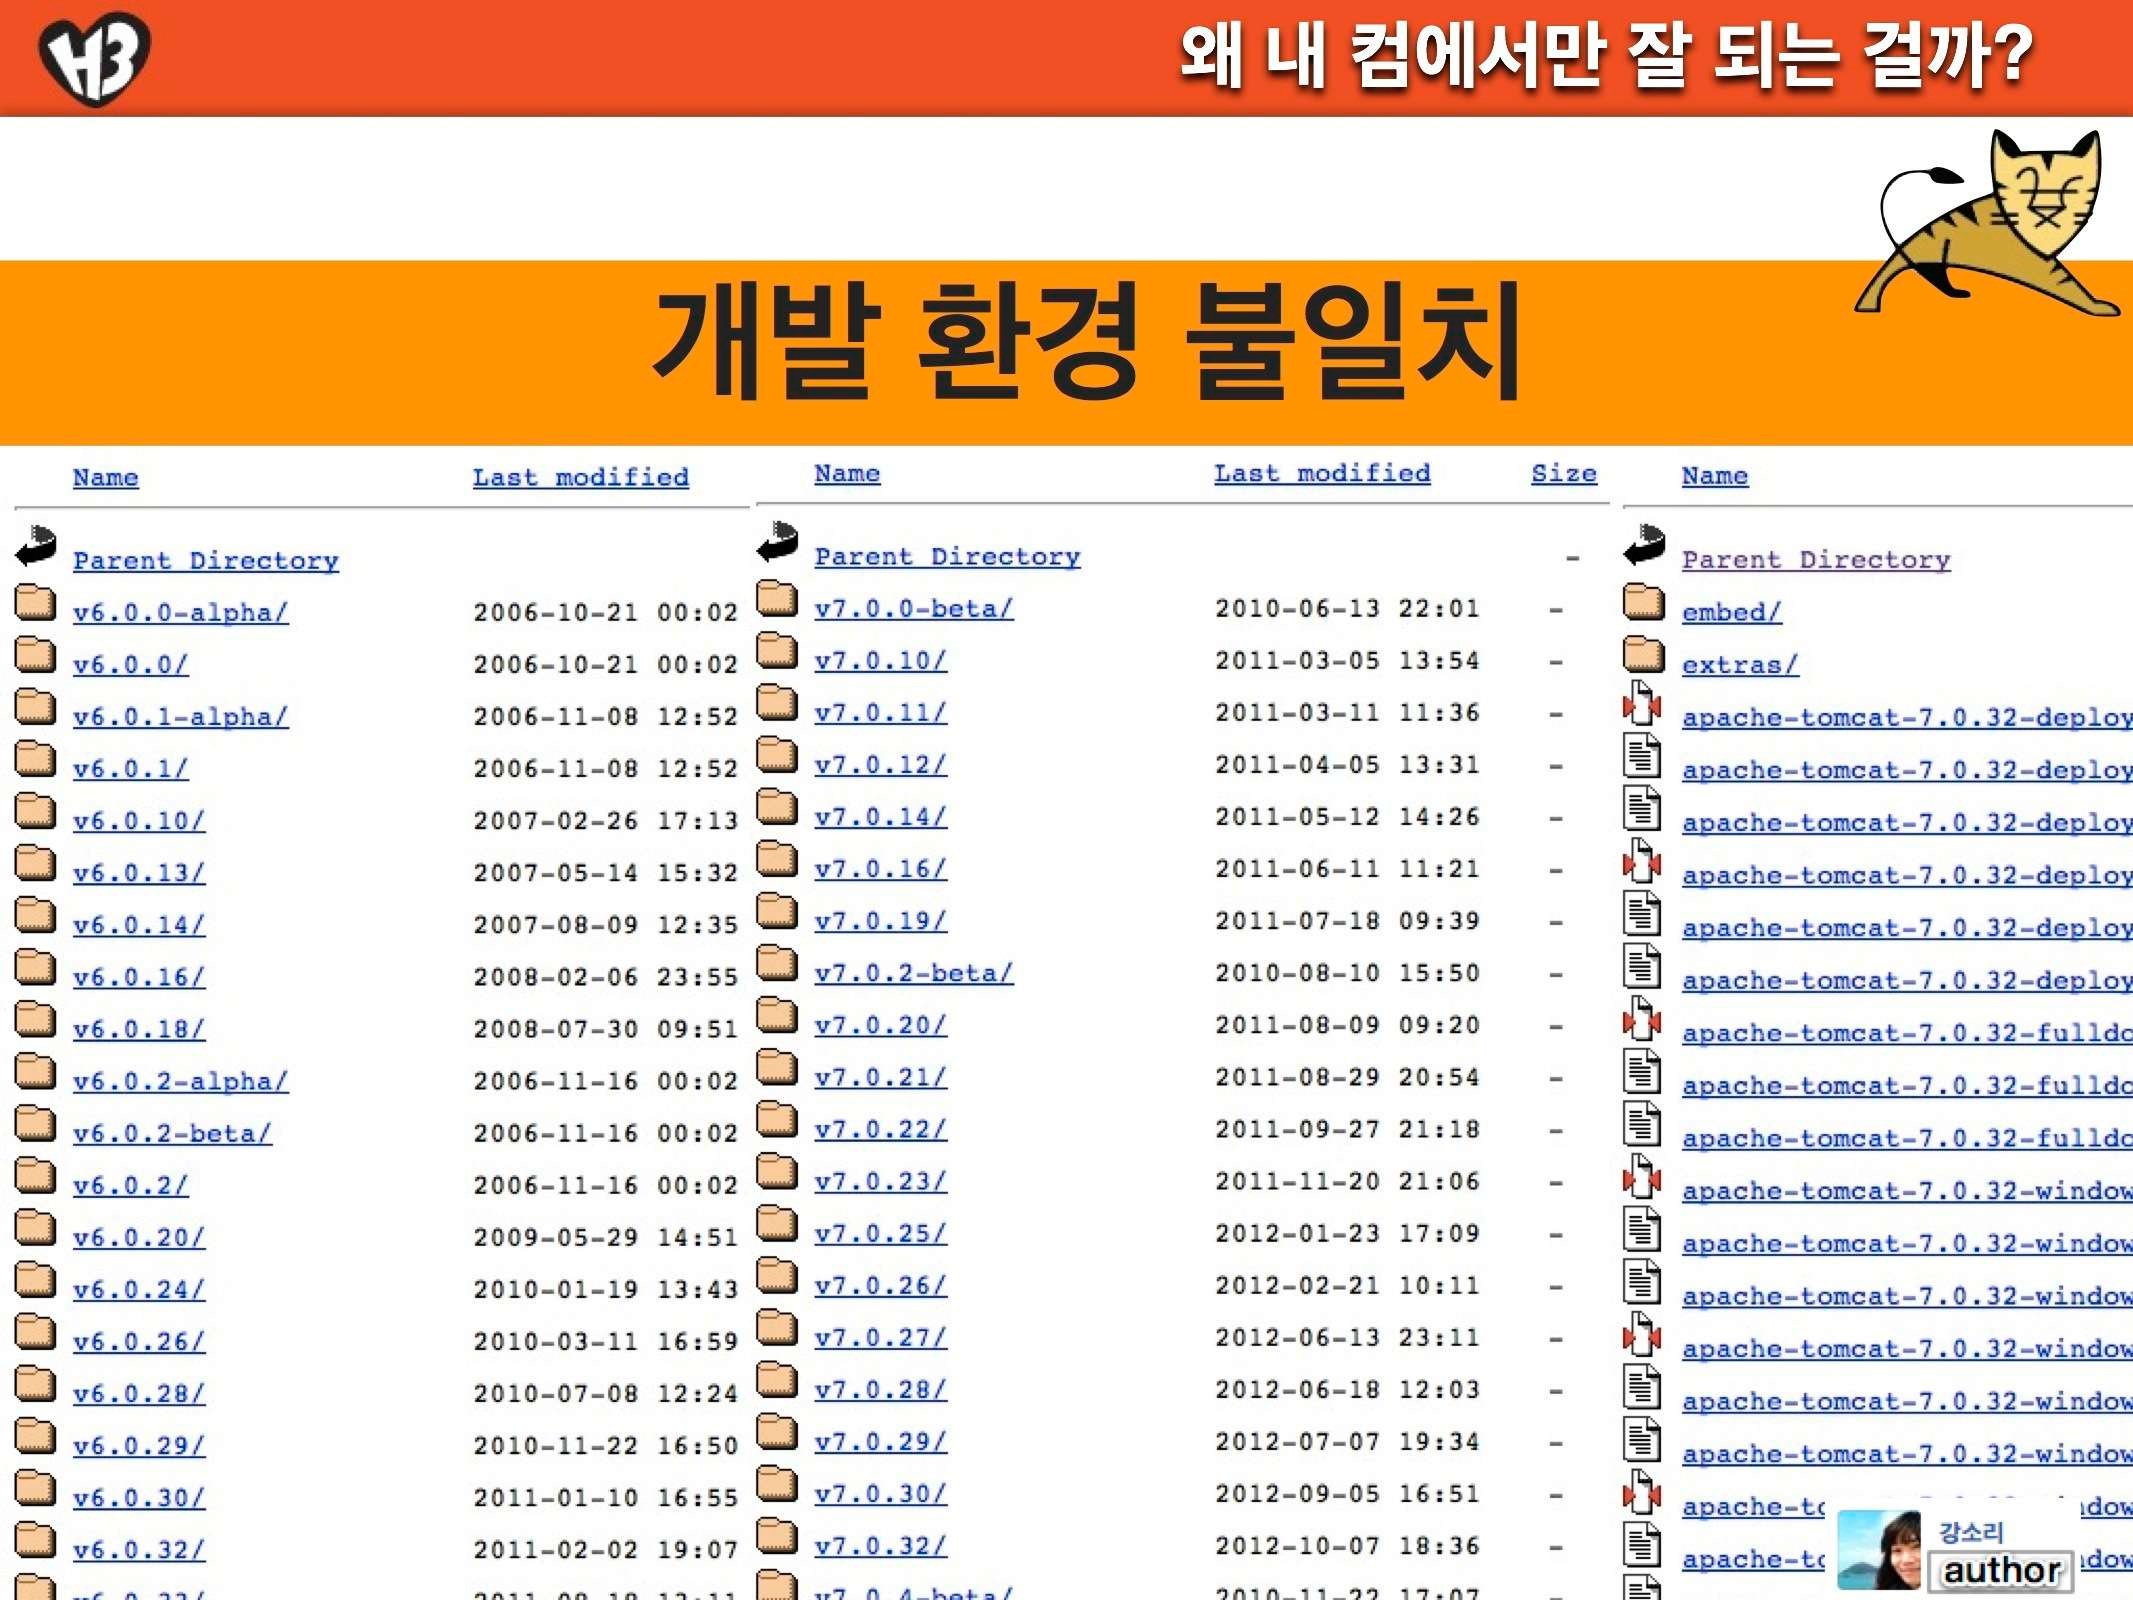 H3
왜 내 컴에서만 잘 되는 걸까?
개발 환경 불일치
Name Last modified
Parent Directory
v6.0.0-alpha/ 2006-10-21 00:02
v6.0.0/ 2006-10-21 00:02
v6.0.1-alpha/ 2006-11-08 12:52
v6.0.1/ 2006-11-08 12:52
v6.0.10/ 2007-02-26 17:13
v6.0.13/ 2007-05-14 15:32
v6.0.14/ 2007-08-09 12:35
v6.0.16/ 2008-02-06 23:55
v6.0.18/ 2008-07-30 09:51
v6.0.2-alpha/ 2006-11-16 00:02
v6.0.2-beta/ 2006-11-16 00:02
v6.0.2/ 2006-11-16 00:02
v6.0.20/ 2009-05-29 14:51
v6.0.24/ 2010-01-19 13:43
v6.0.26/ 2010-03-11 16:59
v6.0.28/ 2010-07-08 12:24
v6.0.29/ 2010-11-22 16:50
v6.0.30/ 2011-01-10 16:55
v6.0.32/ 2011-02-02 19:07
Name Last modified Size
Parent Directory -
v7.0.0-beta/ 2010-06-13 22:01 -
v7.0.10/ 2011-03-05 13:54 -
v7.0.11/ 2011-03-11 11:36 -
v7.0.12/ 2011-04-05 13:31 -
v7.0.14/ 2011-05-12 14:26 -
v7.0.16/ 2011-06-11 11:21 -
v7.0.19/ 2011-07-18 09:39 -
v7.0.2-beta/ 2010-08-10 15:50 -
v7.0.20/ 2011-08-09 09:20 -
v7.0.21/ 2011-08-29 20:54 -
v7.0.22/ 2011-09-27 21:18 -
v7.0.23/ 2011-11-20 21:06 -
v7.0.25/ 2012-01-23 17:09 -
v7.0.26/ 2012-02-21 10:11 -
v7.0.27/ 2012-06-13 23:11 -
v7.0.28/ 2012-06-18 12:03 -
v7.0.29/ 2012-07-07 19:34 -
v7.0.30/ 2012-09-05 16:51 -
v7.0.32/ 2012-10-07 18:36 -
v7.0.4-beta/ 2010-11-22 17:07
Name
Parent Directory
embed/
extras/
apache-tomcat-7.0.32-deploy
apache-tomcat-7.0.32-deploy
apache-tomcat-7.0.32-deploy
apache-tomcat-7.0.32-deploy
apache-tomcat-7.0.32-deploy
apache-tomcat-7.0.32-deploy
apache-tomcat-7.0.32-fulldo
apache-tomcat-7.0.32-fulldo
apache-tomcat-7.0.32-fulldo
apache-tomcat-7.0.32-window
apache-tomcat-7.0.32-window
apache-tomcat-7.0.32-window
apache-tomcat-7.0.32-window
apache-tomcat-7.0.32-window
apache-tomcat-7.0.32-window
강소리
author